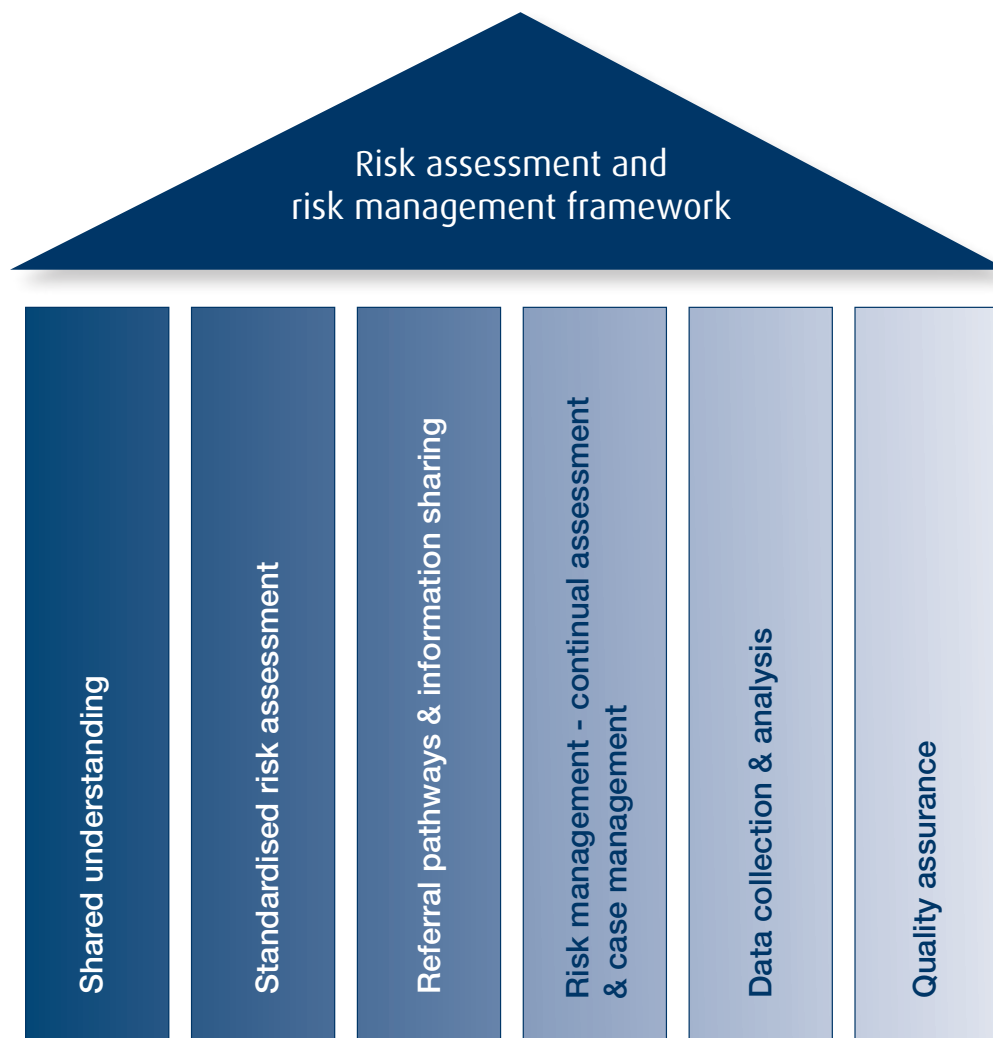 Risk assessment and
risk management framework
Shared understanding
Standardised risk assessment
Referral pathways & information sharing
Risk management - continual assessment
& case management
Data collection & analysis
Quality assurance